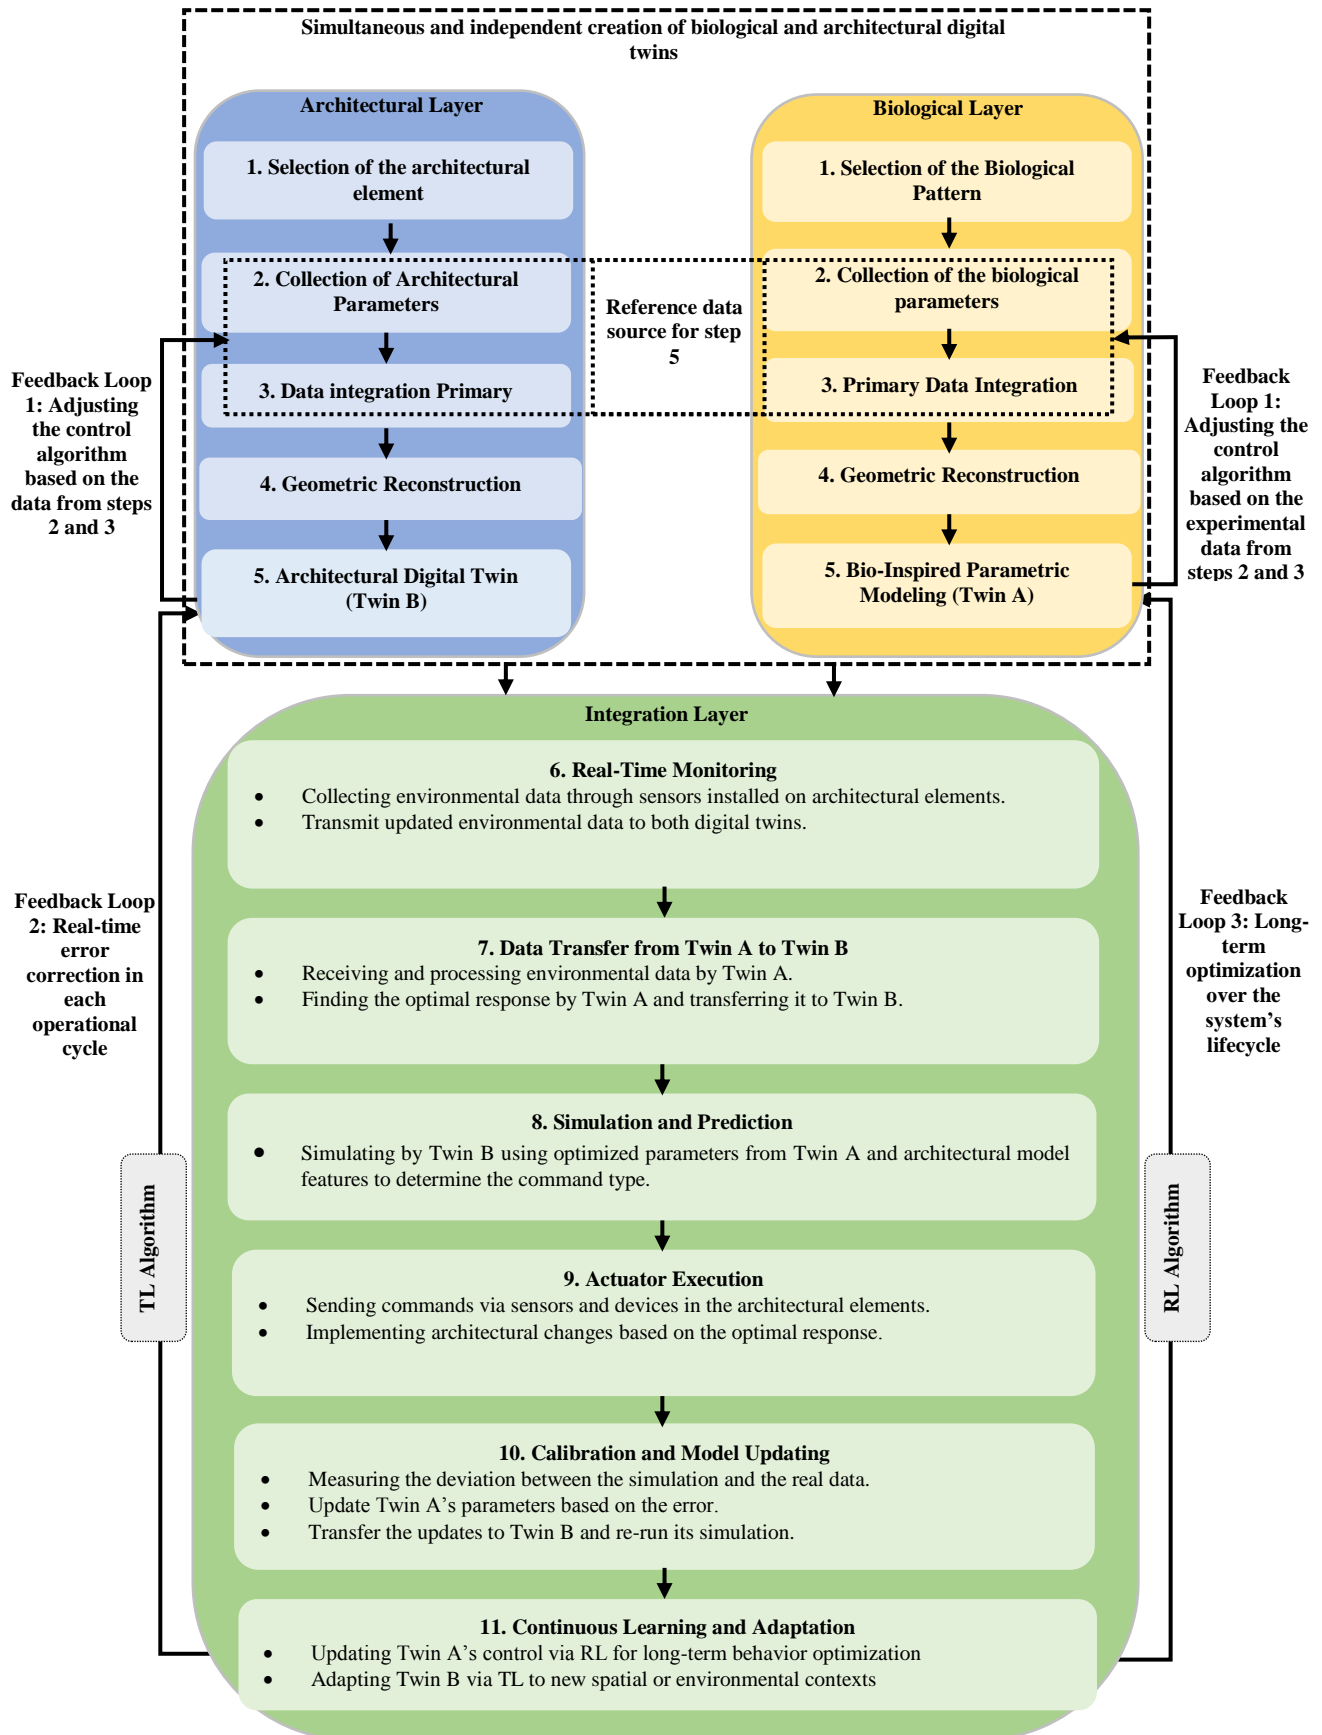 Simultaneous and independent creation of biological and architectural digital
twins
Architectural Layer
1. Selection of the architectural
element
2. Collection of Architectural
Parameters
3. Data integration Primary
4. Geometric Reconstruction
5. Architectural Digital Twin
(Twin B)
Reference data
source for step
5
Biological Layer
1. Selection of the Biological
Pattern
2. Collection of the biological
parameters
3. Primary Data Integration
4. Geometric Reconstruction
5. Bio-Inspired Parametric
Modeling (Twin A)
Feedback Loop
1: Adjusting
the control
algorithm
based on the
data from steps
2 and 3
Feedback
Loop 1:
Adjusting the
control
algorithm
based on the
experimental
data from
steps 2 and 3
Integration Layer
6. Real-Time Monitoring
• Collecting environmental data through sensors installed on architectural elements.
• Transmit updated environmental data to both digital twins.
7. Data Transfer from Twin A to Twin B
• Receiving and processing environmental data by Twin A.
• Finding the optimal response by Twin A and transferring it to Twin B.
8. Simulation and Prediction
• Simulating by Twin B using optimized parameters from Twin A and architectural model
features to determine the command type.
9. Actuator Execution
• Sending commands via sensors and devices in the architectural elements.
• Implementing architectural changes based on the optimal response.
10. Calibration and Model Updating
• Measuring the deviation between the simulation and the real data.
• Update Twin A's parameters based on the error.
• Transfer the updates to Twin B and re-run its simulation.
11. Continuous Learning and Adaptation
• Updating Twin A's control via RL for long-term behavior optimization
• Adapting Twin B via TL to new spatial or environmental contexts
Feedback Loop
2: Real-time
error
correction in
each
operational
cycle
TL Algorithm
Feedback
Loop 3: Long-
term
optimization
over the
system's
lifecycle
RL Algorithm